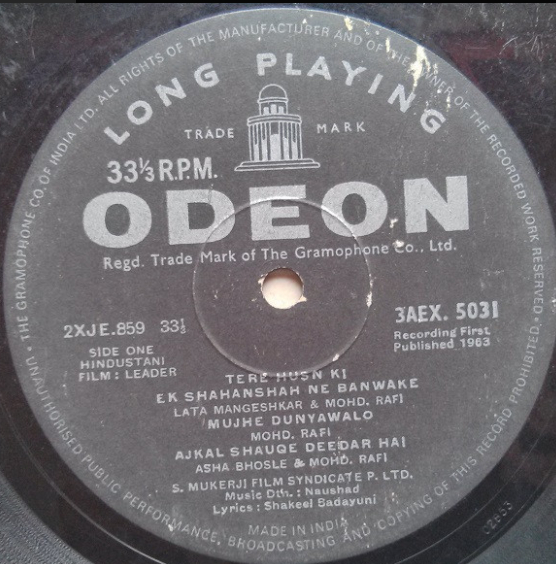 THE GRAMOPHONE CO. OF INDIA LTD. ALL RIGHTS OF THE MANUFACTURER AND OF THE OWNER OF THE RECORDED WORK RESERVED.
UNAUTHORISED PUBLIC PERFORMANCE, BROADCASTING AND COPYING OF THIS RECORD PROHIBITED.
LONG PLAYING
TRADE MARK
33⅓ R.P.M.
ODEON
Regd. Trade Mark of The Gramophone Co., Ltd.
2XJE.859 33⅓
3AEX. 5031
Recording First
Published 1963
SIDE ONE
HINDUSTANI
FILM : LEADER
TERE HUSN KI
EK SHAHANSHAH NE BANWAKE
LATA MANGESHKAR & MOHD. RAFI
MUJHE DUNYAWALO
MOHD. RAFI
AJKAL SHAUQE DEEDAR HAI
ASHA BHOSLE & MOHD. RAFI
S. MUKERJI FILM SYNDICATE P. LTD.
Music Dtn. : Naushad
Lyrics : Shakeel Badayuni
MADE IN INDIA